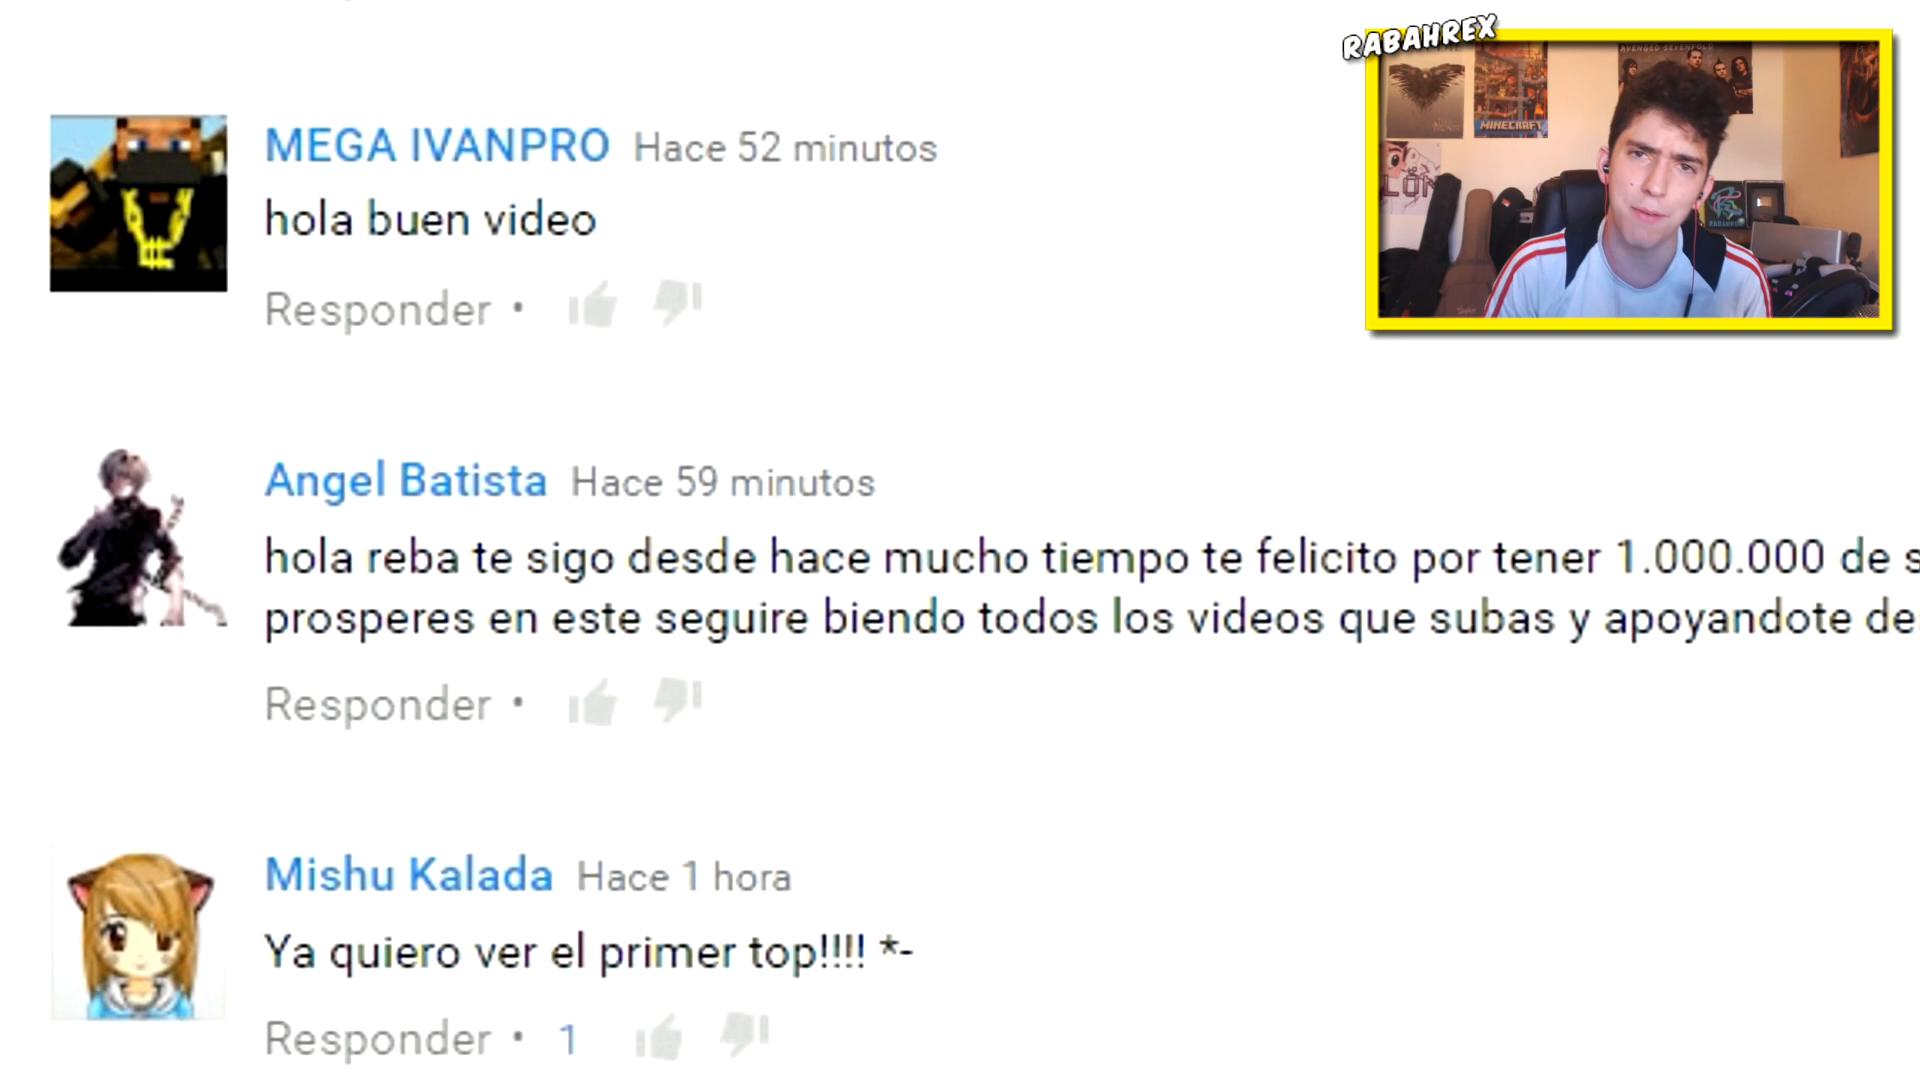 RABAHREX
AVENGED SEVENFOLD
MINECRAFT
MEGA IVANPRO Hace 52 minutos
hola buen video
Responder •
Angel Batista Hace 59 minutos
hola reba te sigo desde hace mucho tiempo te felicito por tener 1.000.000 de s
prosperes en este seguire biendo todos los videos que subas y apoyandote de
Responder •
Mishu Kalada Hace 1 hora
Ya quiero ver el primer top!!!! *-
Responder • 1